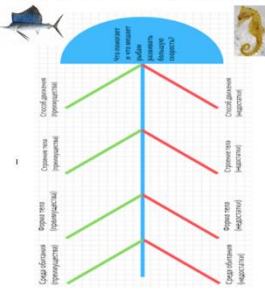 Что помогает
и что мешает
рыбам
развивать
большую
скорость?
Способ движения
(преимущества)
Строение тела
(преимущества)
Форма тела
(преимущества)
Среда обитания
(преимущества)
Способ движения
(недостатки)
Строение тела
(недостатки)
Форма тела
(недостатки)
Среда обитания
(недостатки)